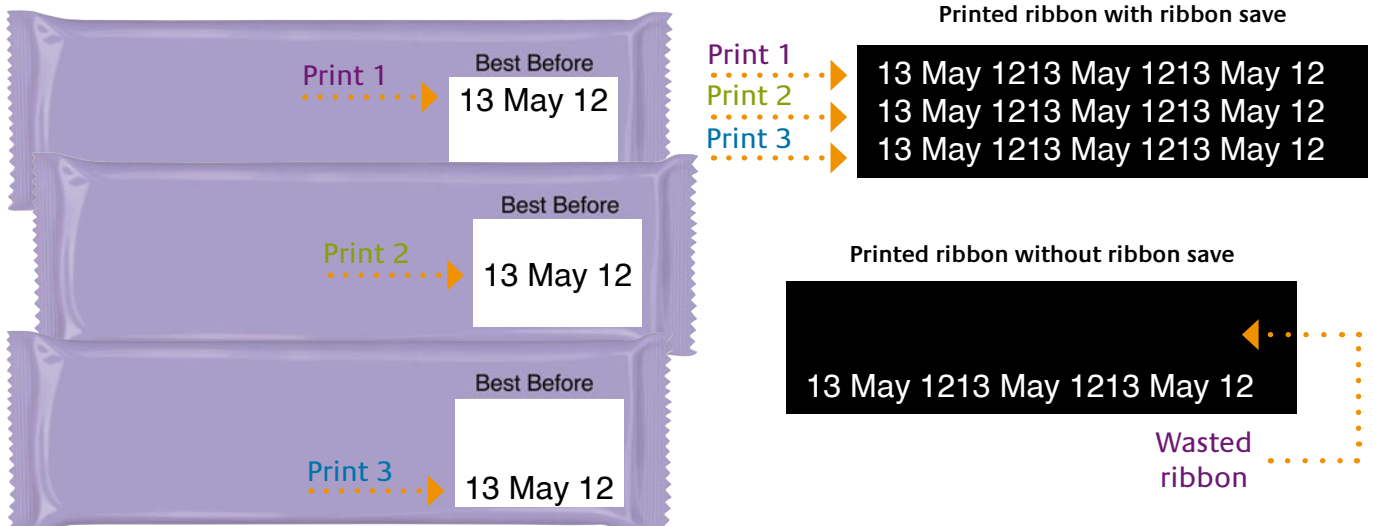 Print 1
Best Before
13 May 12
Best Before
Print 2
13 May 12
Best Before
Print 3
13 May 12
Printed ribbon with ribbon save
Print 1
Print 2
Print 3
13 May 1213 May 1213 May 12
13 May 1213 May 1213 May 12
13 May 1213 May 1213 May 12
Printed ribbon without ribbon save
13 May 1213 May 1213 May 12
Wasted
ribbon